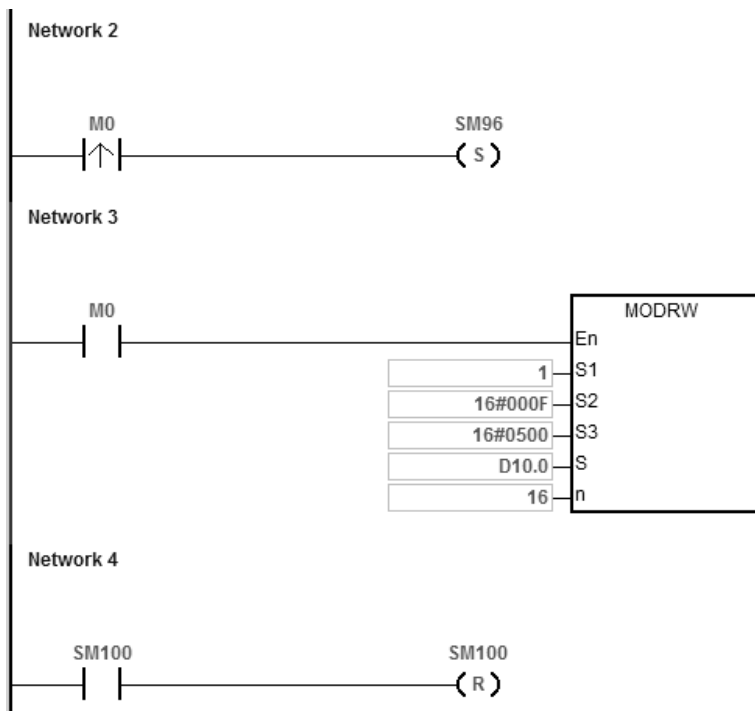 Network 2
M0 SM96
S
Network 3
M0
MODRW
En
1 S1
16#000F S2
16#0500 S3
D10.0 S
16 n
Network 4
SM100 SM100
R